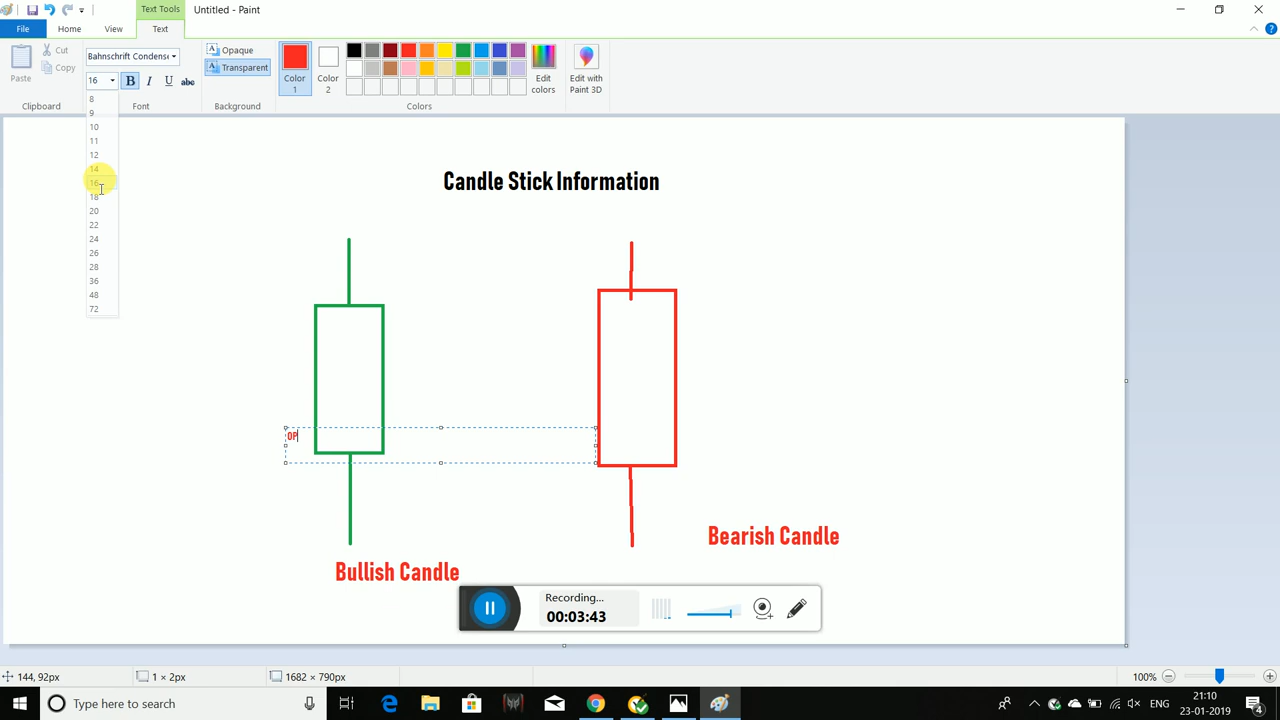 Text Tools
Untitled - Paint
File
Home
View
Text
Paste
Cut
Copy
Clipboard
Bahnschrift Condense
16
B I U abc
Font
Opaque
Transparent
Background
Color 1
Color 2
Edit colors
Colors
Edit with Paint 3D
8
9
10
11
12
14
16
18
20
22
24
26
28
36
48
72
Candle Stick Information
OP
Bearish Candle
Bullish Candle
Recording...
00:03:43
144, 92px
1 × 2px
1682 × 790px
100%
Type here to search
ENG
21:10
23-01-2019
4